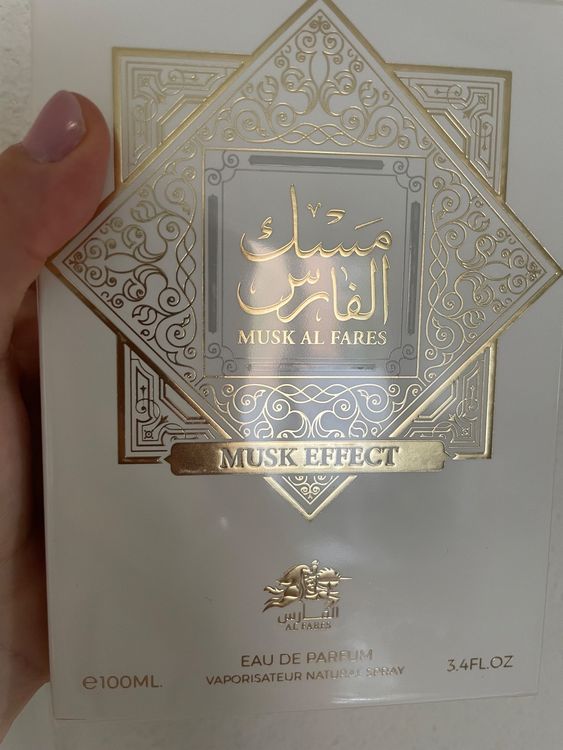 مسك
الفارس
MUSK AL FARES
MUSK EFFECT
الفارس
AL FARES
EAU DE PARFUM
℮100ML.
VAPORISATEUR NATURAL SPRAY
3.4FL.OZ